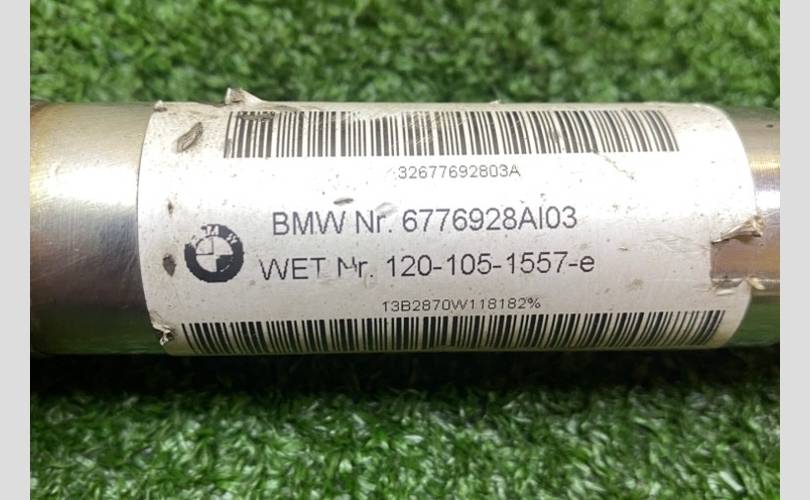 32677692803A
BMW Nr. 6776928AI03
WET Nr. 120-105-1557-e
13B2870W118182%